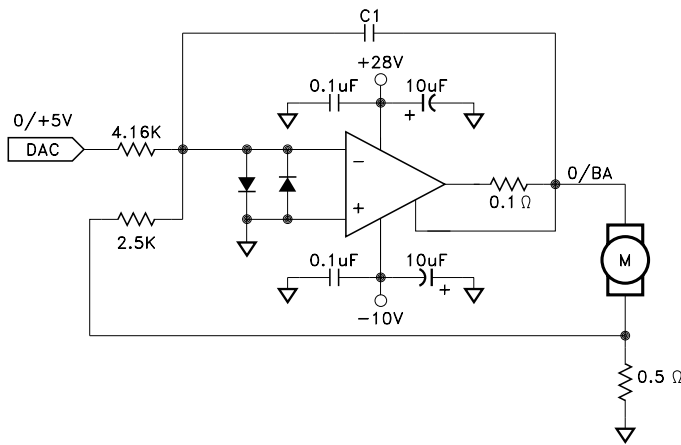 C1
+28V
0.1uF
10uF
+
0/+5V
DAC
4.16K
−
+
0/BA
0.1 Ω
2.5K
0.1uF
10uF
+
−10V
M
0.5 Ω